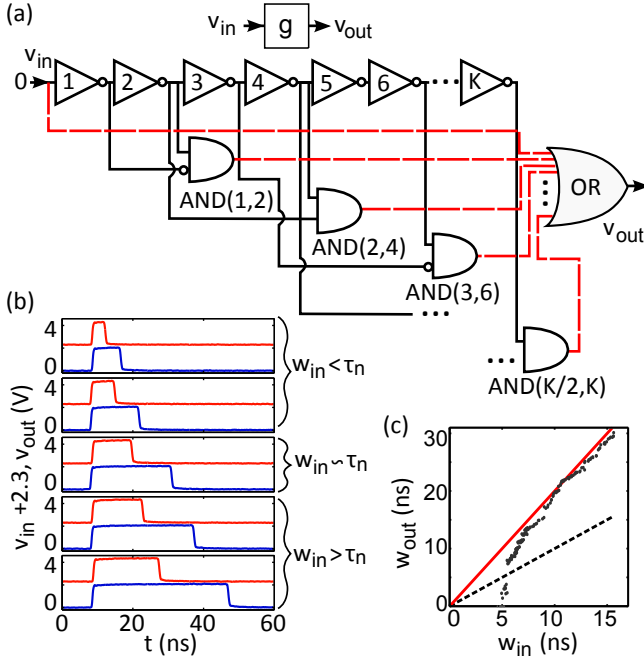 (a)
v_in g v_out
v_in
0 1 2 3 4 5 6 ... K
AND(1,2)
OR
AND(2,4)
v_out
AND(3,6)
...
...
AND(K/2,K)
(b)
v_in +2.3, v_out (V)
4
0
4
0
4
0
4
0
4
0
w_in < τ_n
w_in ∽ τ_n
w_in > τ_n
0 20 40 60
t (ns)
(c)
w_out (ns)
30
20
10
0
0 5 10 15
w_in (ns)